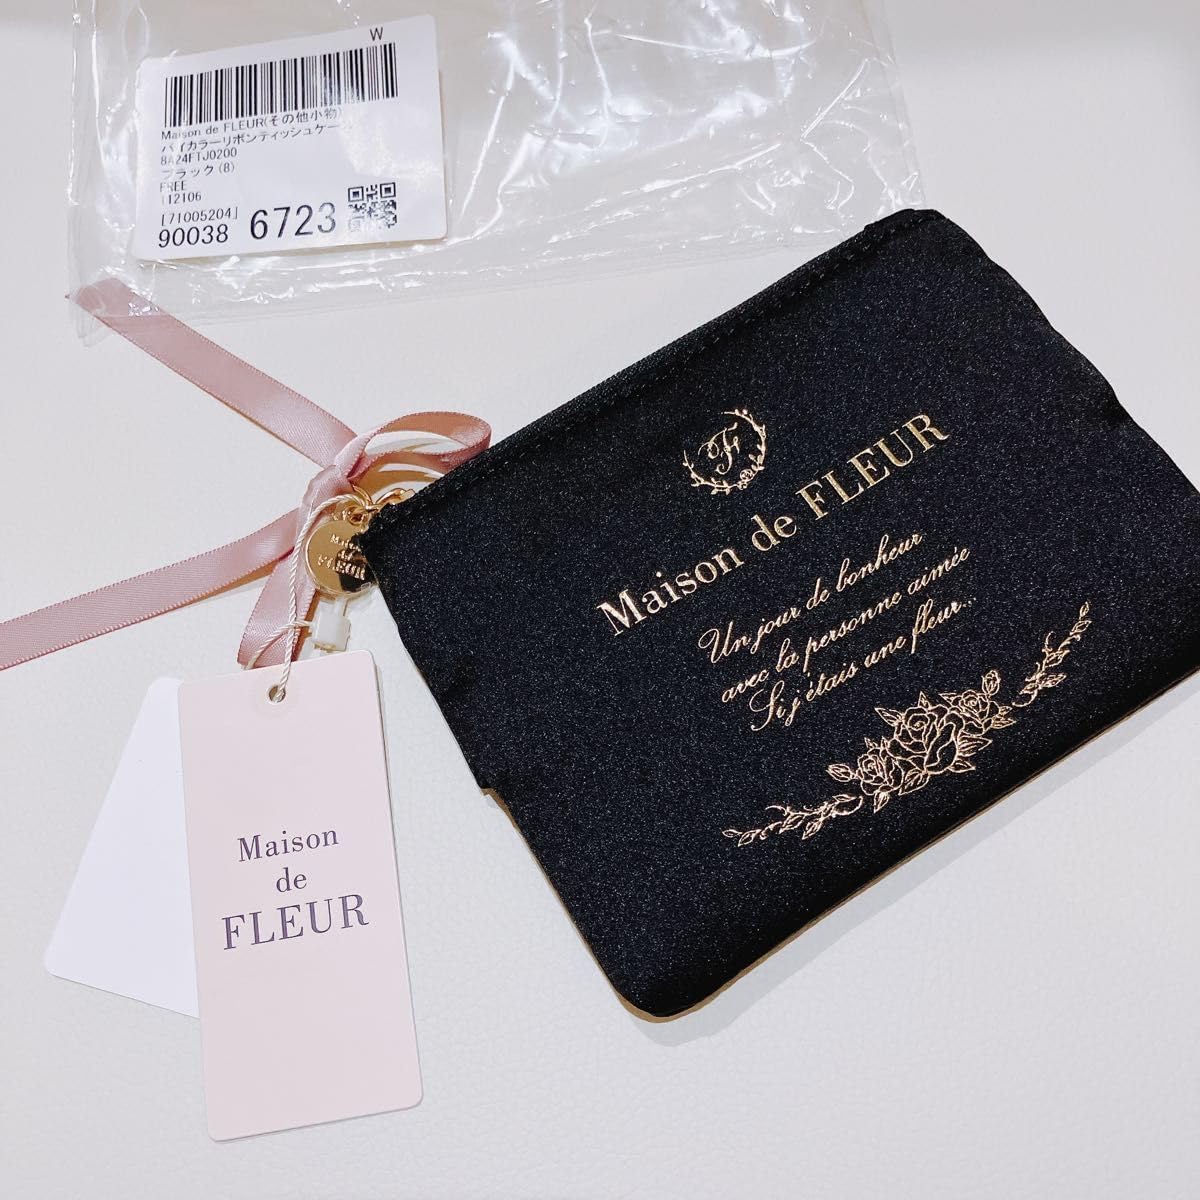 W
Maison de FLEUR(その他小物)
バイカラーリボンティッシュケー
8A24FTJ0200
ブラック(8)
FREE
112106
[71005204]
90038 6723
F
Maison de FLEUR
Un jour de bonheur
avec la personne aimée
Si j'étais une fleur...
Maison
de
FLEUR
Maison
de
FLEUR